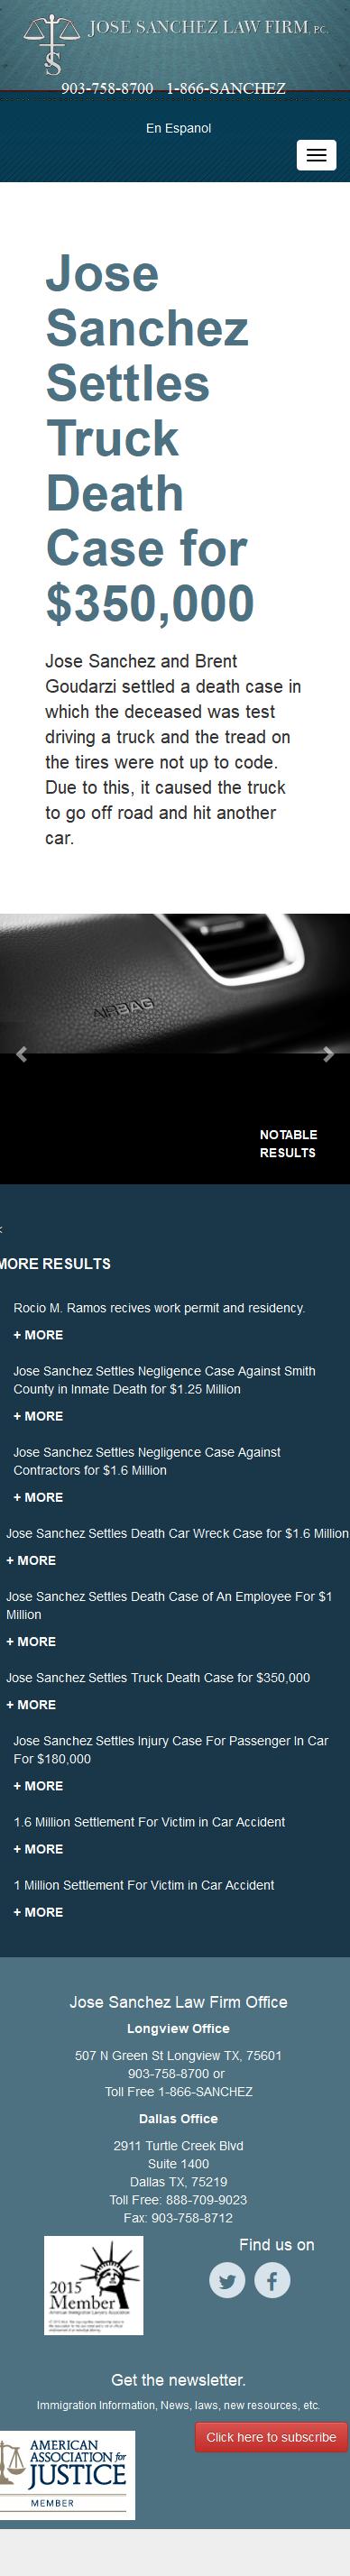 JOSE SANCHEZ LAW FIRM, P.C.
903-758-8700 1-866-SANCHEZ
En Espanol
Jose
Sanchez
Settles
Truck
Death
Case for
$350,000
Jose Sanchez and Brent
Goudarzi settled a death case in
which the deceased was test
driving a truck and the tread on
the tires were not up to code.
Due to this, it caused the truck
to go off road and hit another
car.
AIRBAG
NOTABLE
RESULTS
MORE RESULTS
Rocio M. Ramos recives work permit and residency.
+ MORE
Jose Sanchez Settles Negligence Case Against Smith
County in Inmate Death for $1.25 Million
+ MORE
Jose Sanchez Settles Negligence Case Against
Contractors for $1.6 Million
+ MORE
Jose Sanchez Settles Death Car Wreck Case for $1.6 Million
+ MORE
Jose Sanchez Settles Death Case of An Employee For $1
Million
+ MORE
Jose Sanchez Settles Truck Death Case for $350,000
+ MORE
Jose Sanchez Settles Injury Case For Passenger In Car
For $180,000
+ MORE
1.6 Million Settlement For Victim in Car Accident
+ MORE
1 Million Settlement For Victim in Car Accident
+ MORE
Jose Sanchez Law Firm Office
Longview Office
507 N Green St Longview TX, 75601
903-758-8700 or
Toll Free 1-866-SANCHEZ
Dallas Office
2911 Turtle Creek Blvd
Suite 1400
Dallas TX, 75219
Toll Free: 888-709-9023
Fax: 903-758-8712
2015
Member
American Immigration Lawyers Association
Find us on
Get the newsletter.
Immigration Information, News, laws, new resources, etc.
Click here to subscribe
AMERICAN
ASSOCIATION for
JUSTICE
MEMBER